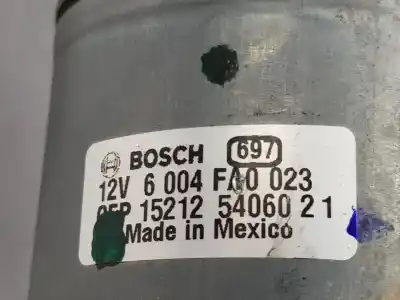 BOSCH 697
12V 6 004 FA0 023
15212 54060 2 1
Made in Mexico